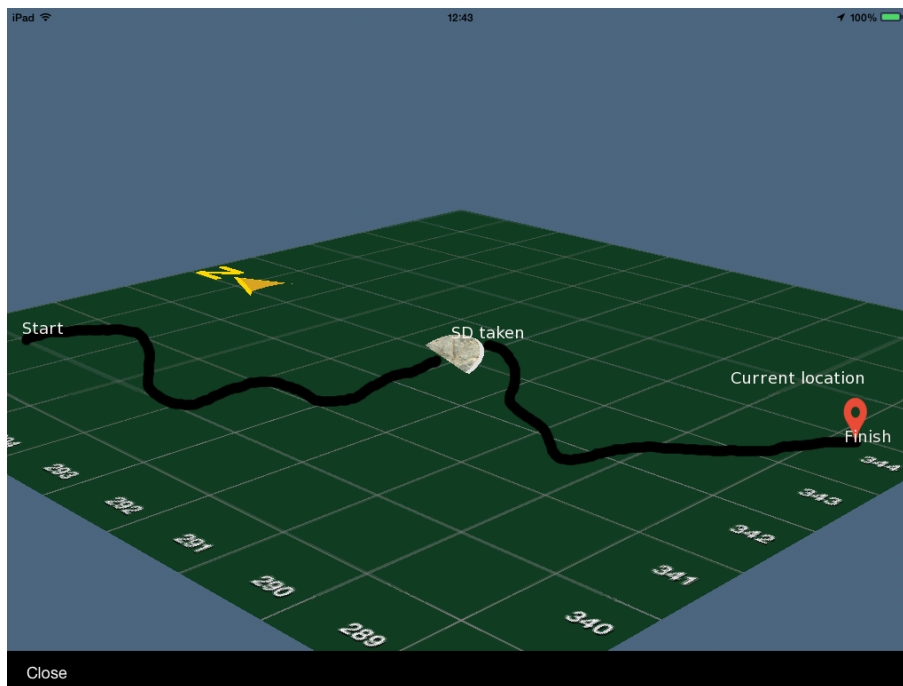 iPad 12:43 100%
N
Start
SD taken
Current location
Finish
344
293
343
292
342
291
341
290
340
289
Close